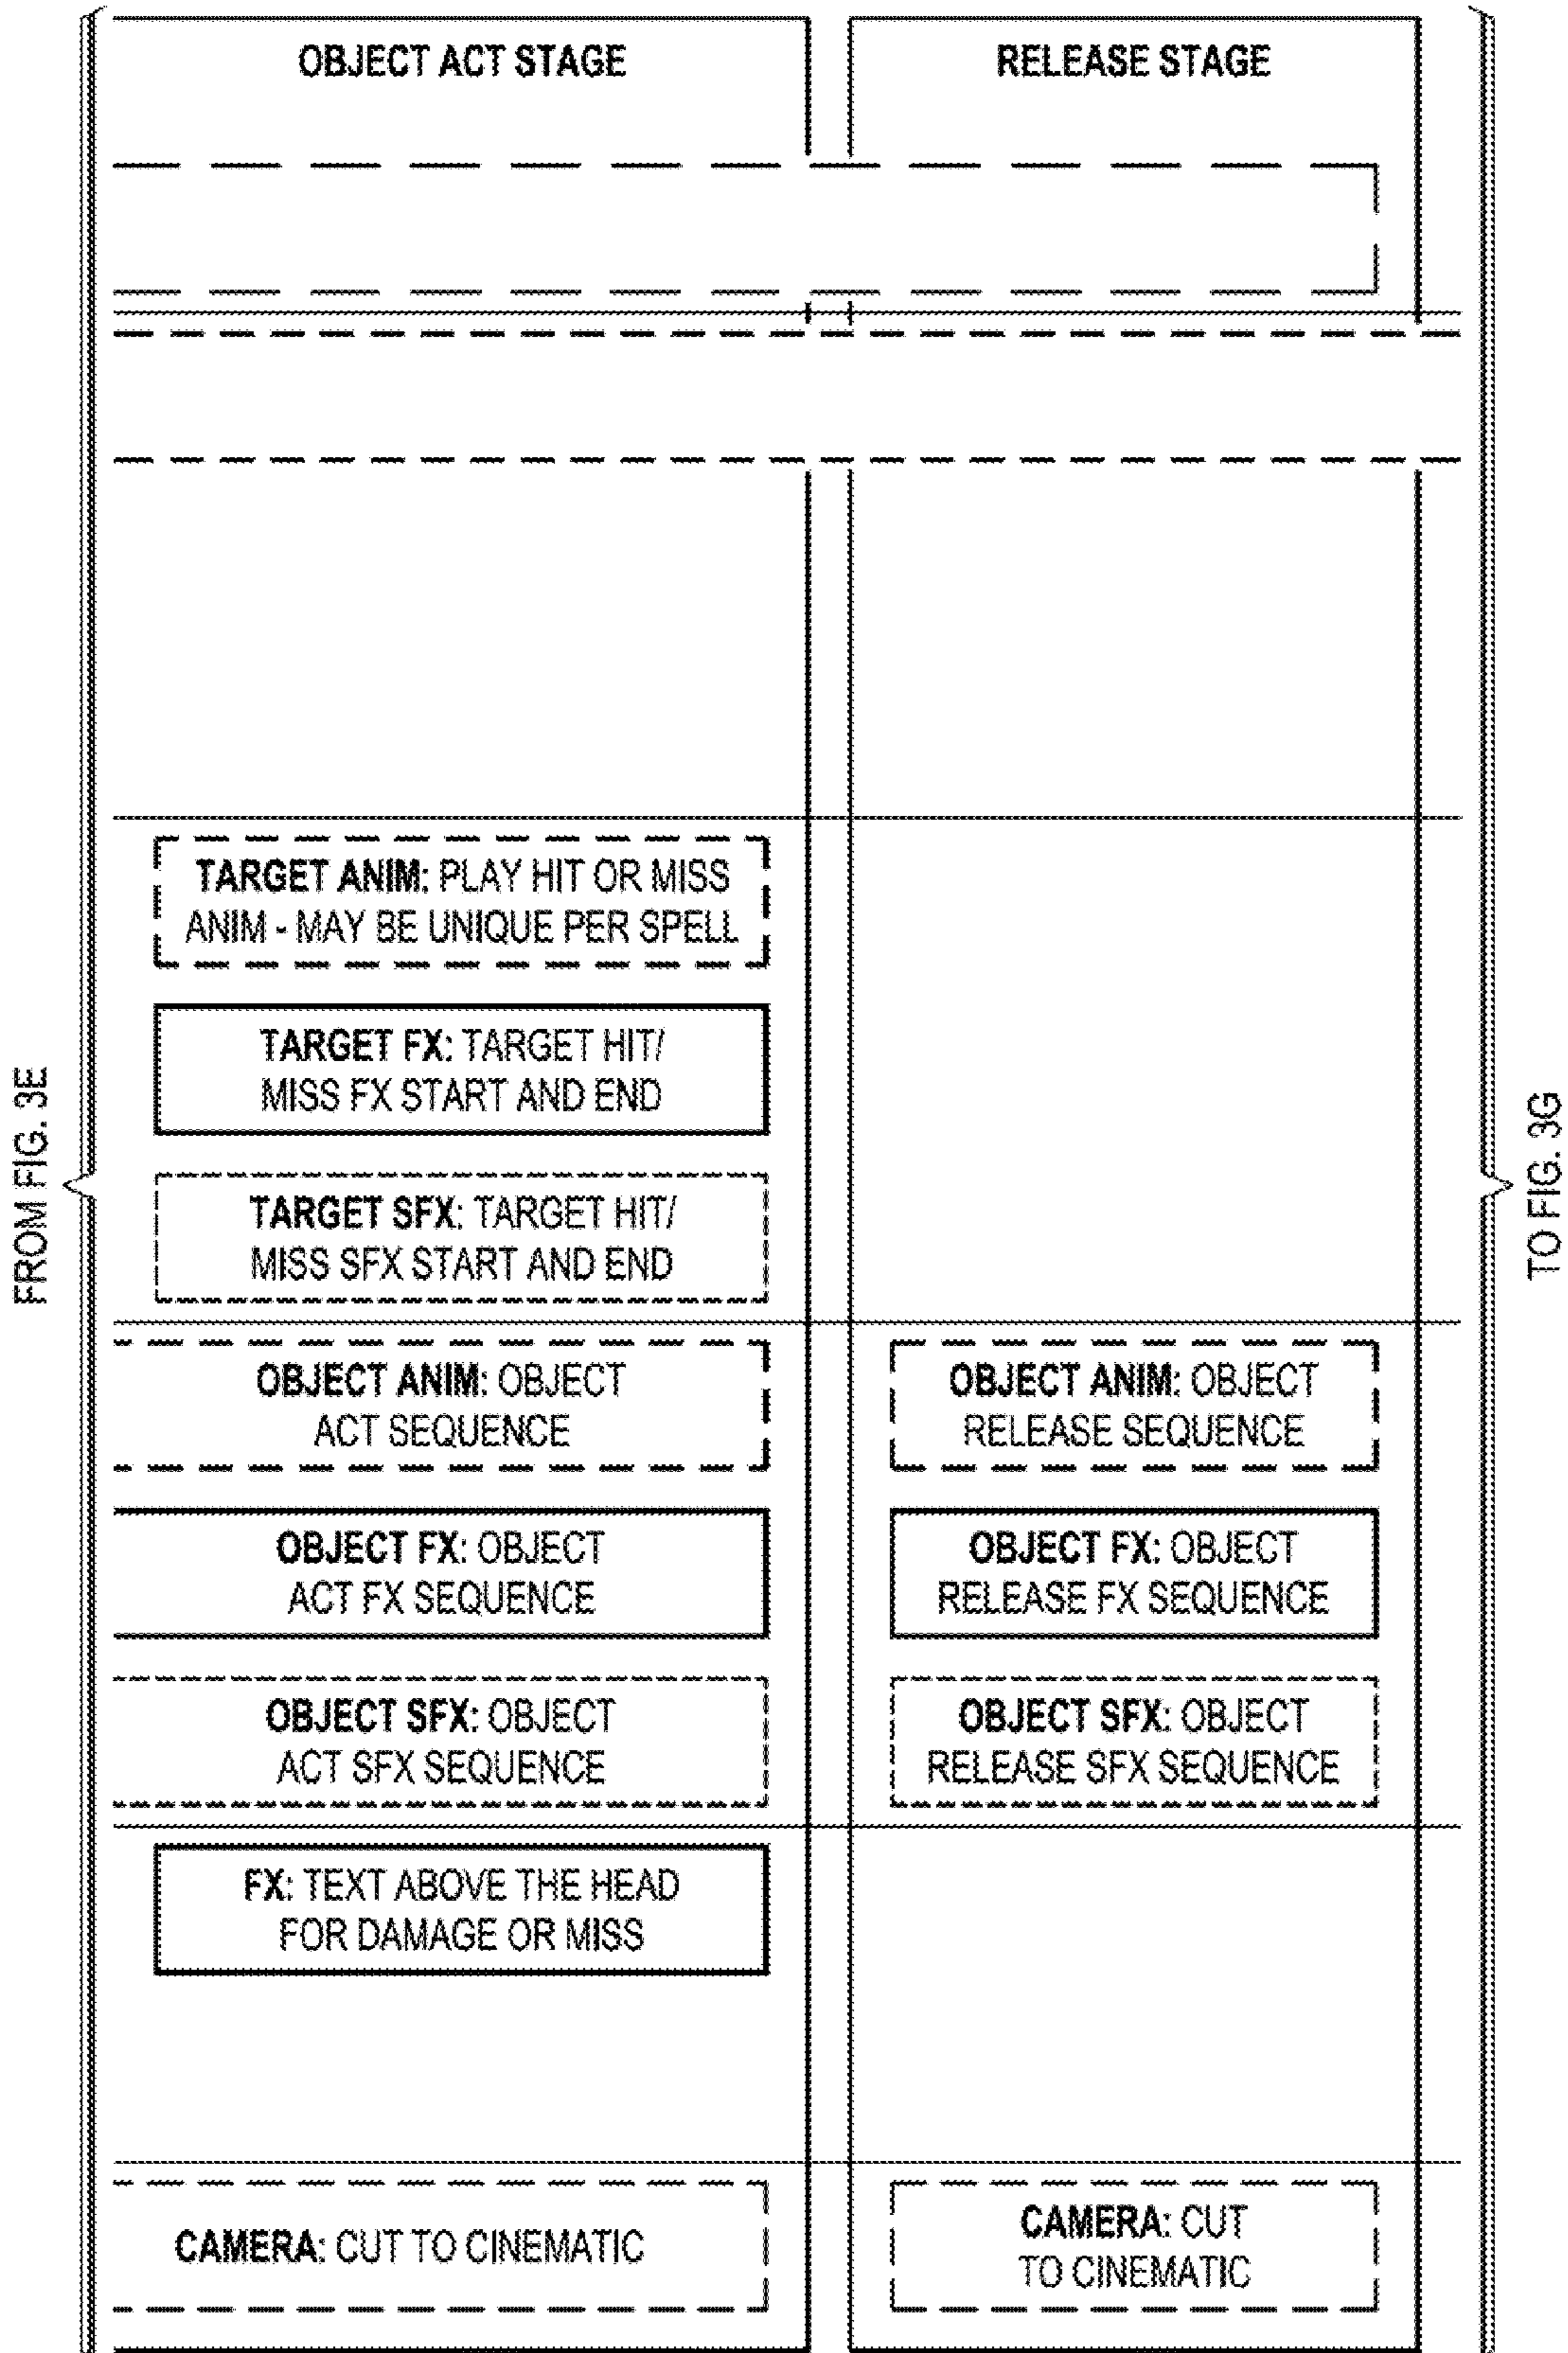 OBJECT ACT STAGE
RELEASE STAGE
TARGET ANIM: PLAY HIT OR MISS
ANIM - MAY BE UNIQUE PER SPELL
TARGET FX: TARGET HIT/
MISS FX START AND END
TARGET SFX: TARGET HIT/
MISS SFX START AND END
OBJECT ANIM: OBJECT
ACT SEQUENCE
OBJECT ANIM: OBJECT
RELEASE SEQUENCE
OBJECT FX: OBJECT
ACT FX SEQUENCE
OBJECT FX: OBJECT
RELEASE FX SEQUENCE
OBJECT SFX: OBJECT
ACT SFX SEQUENCE
OBJECT SFX: OBJECT
RELEASE SFX SEQUENCE
FX: TEXT ABOVE THE HEAD
FOR DAMAGE OR MISS
CAMERA: CUT TO CINEMATIC
CAMERA: CUT
TO CINEMATIC
FROM FIG. 3E
TO FIG. 3G